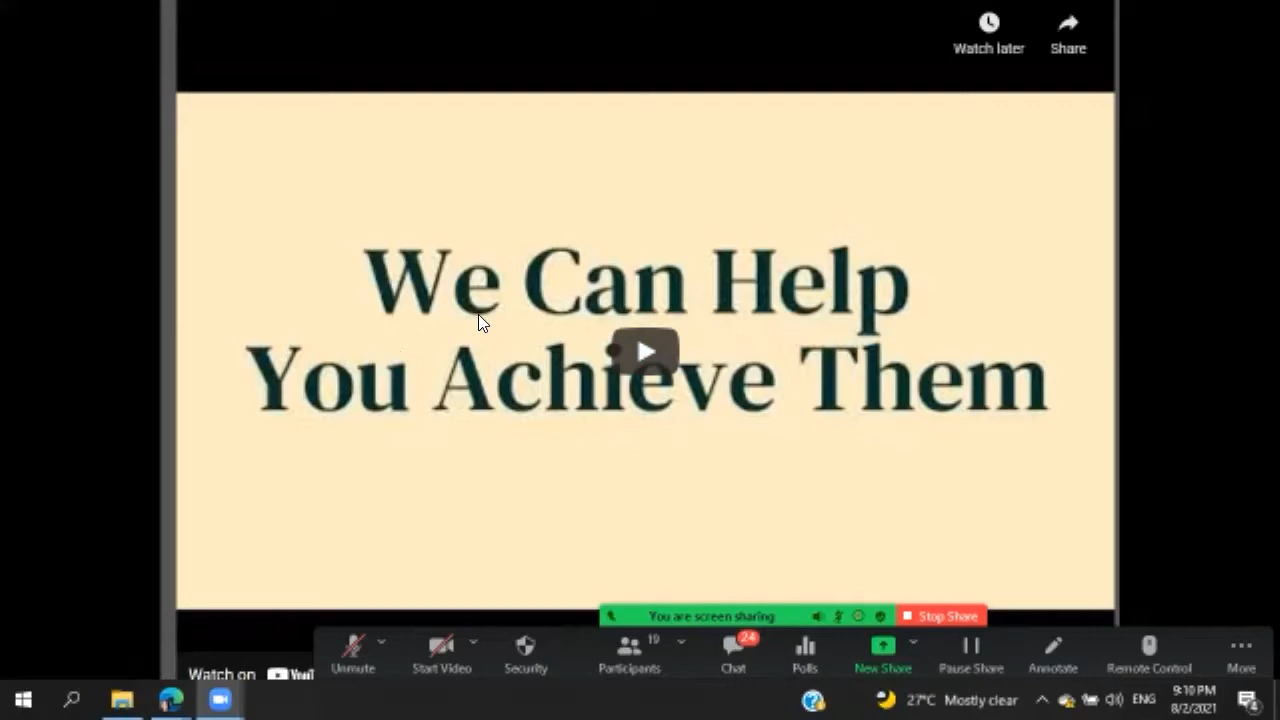 Watch later
Share
We Can Help
You Achieve Them
You are screen sharing
Stop Share
19
24
Unmute
Start Video
Security
Participants
Chat
Polls
New Share
Pause Share
Annotate
Remote Control
More
Watch on
27°C Mostly clear
ENG
9:10 PM
8/2/2021
4